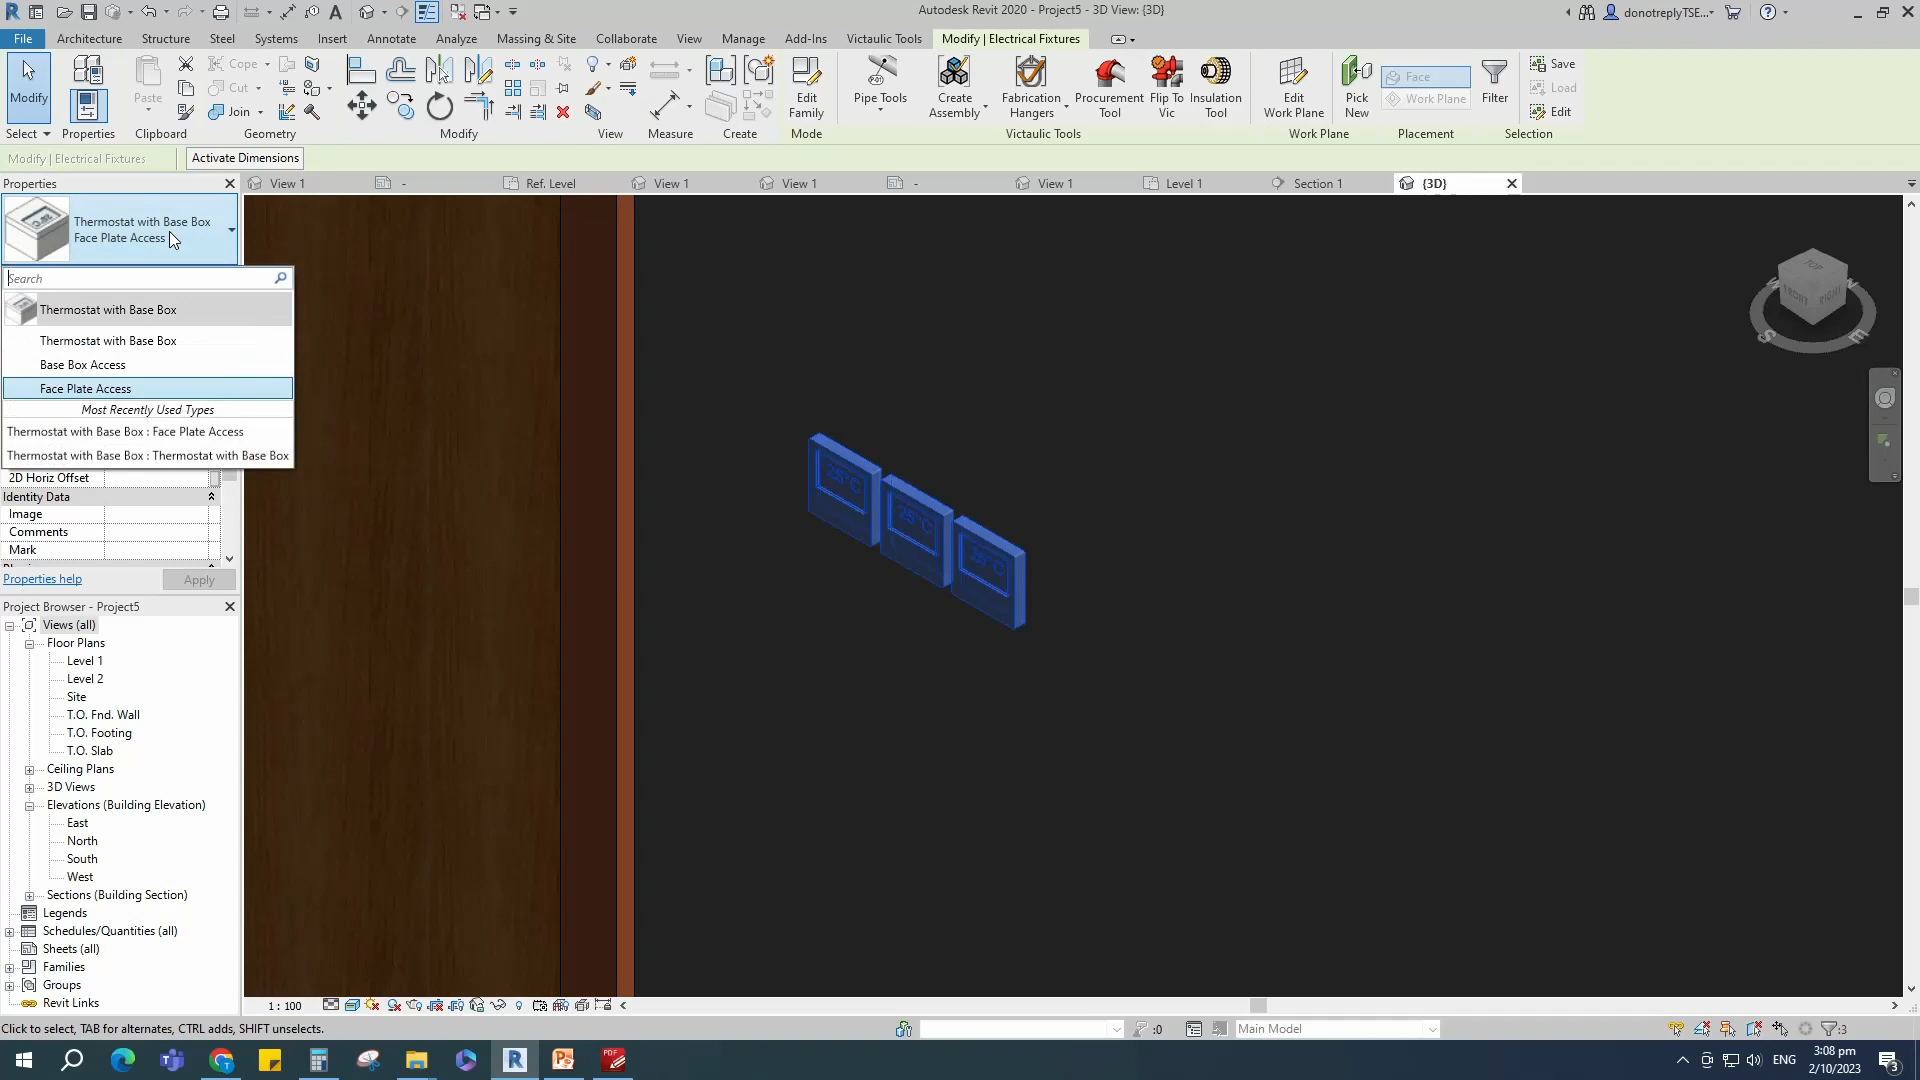 Autodesk Revit 2020 - Project5 - 3D View: {3D}
donotreplyTSE...
File
Architecture
Structure
Steel
Systems
Insert
Annotate
Analyze
Massing & Site
Collaborate
View
Manage
Add-Ins
Victaulic Tools
Modify | Electrical Fixtures
Modify
Paste
Cope
Cut
Join
Edit
Family
Pipe Tools
Create
Assembly
Fabrication
Hangers
Procurement
Tool
Flip To
Vic
Insulation
Tool
Edit
Work Plane
Pick
New
Face
Work Plane
Filter
Save
Load
Edit
Select
Properties
Clipboard
Geometry
Modify
View
Measure
Create
Mode
Victaulic Tools
Work Plane
Placement
Selection
Modify | Electrical Fixtures
Activate Dimensions
Properties
View 1
-
Ref. Level
View 1
View 1
-
View 1
Level 1
Section 1
{3D}
Thermostat with Base Box
Face Plate Access
Search
Thermostat with Base Box
Thermostat with Base Box
Base Box Access
Face Plate Access
Most Recently Used Types
Thermostat with Base Box : Face Plate Access
Thermostat with Base Box : Thermostat with Base Box
2D Horiz Offset
Identity Data
Image
Comments
Mark
Properties help
Apply
Project Browser - Project5
Views (all)
Floor Plans
Level 1
Level 2
Site
T.O. Fnd. Wall
T.O. Footing
T.O. Slab
Ceiling Plans
3D Views
Elevations (Building Elevation)
East
North
South
West
Sections (Building Section)
Legends
Schedules/Quantities (all)
Sheets (all)
Families
Groups
Revit Links
TOP
FRONT
RIGHT
S
E
25°C
25°C
25°C
1 : 100
Click to select, TAB for alternates, CTRL adds, SHIFT unselects.
:0
Main Model
:3
ENG
3:08 pm
2/10/2023
3